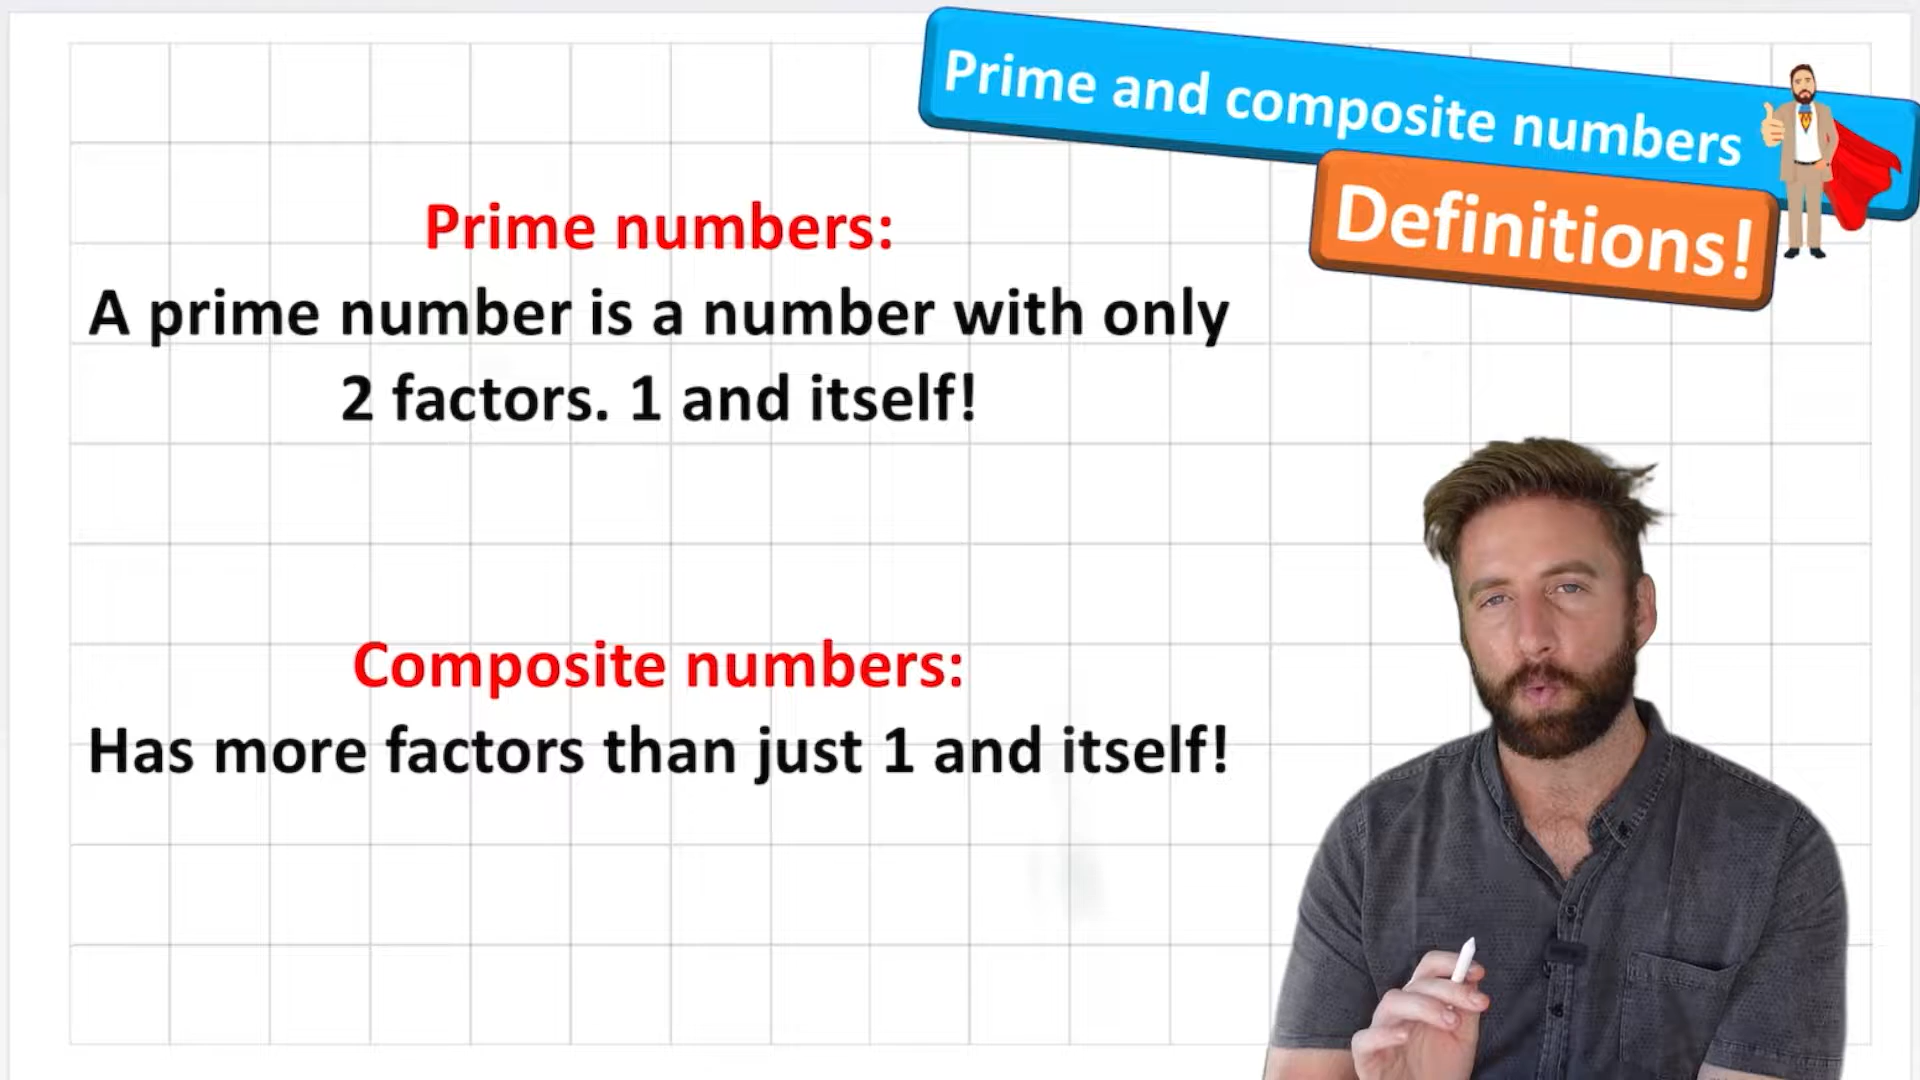 Prime and composite numbers
Definitions!
Prime numbers:
A prime number is a number with only
2 factors. 1 and itself!
Composite numbers:
Has more factors than just 1 and itself!